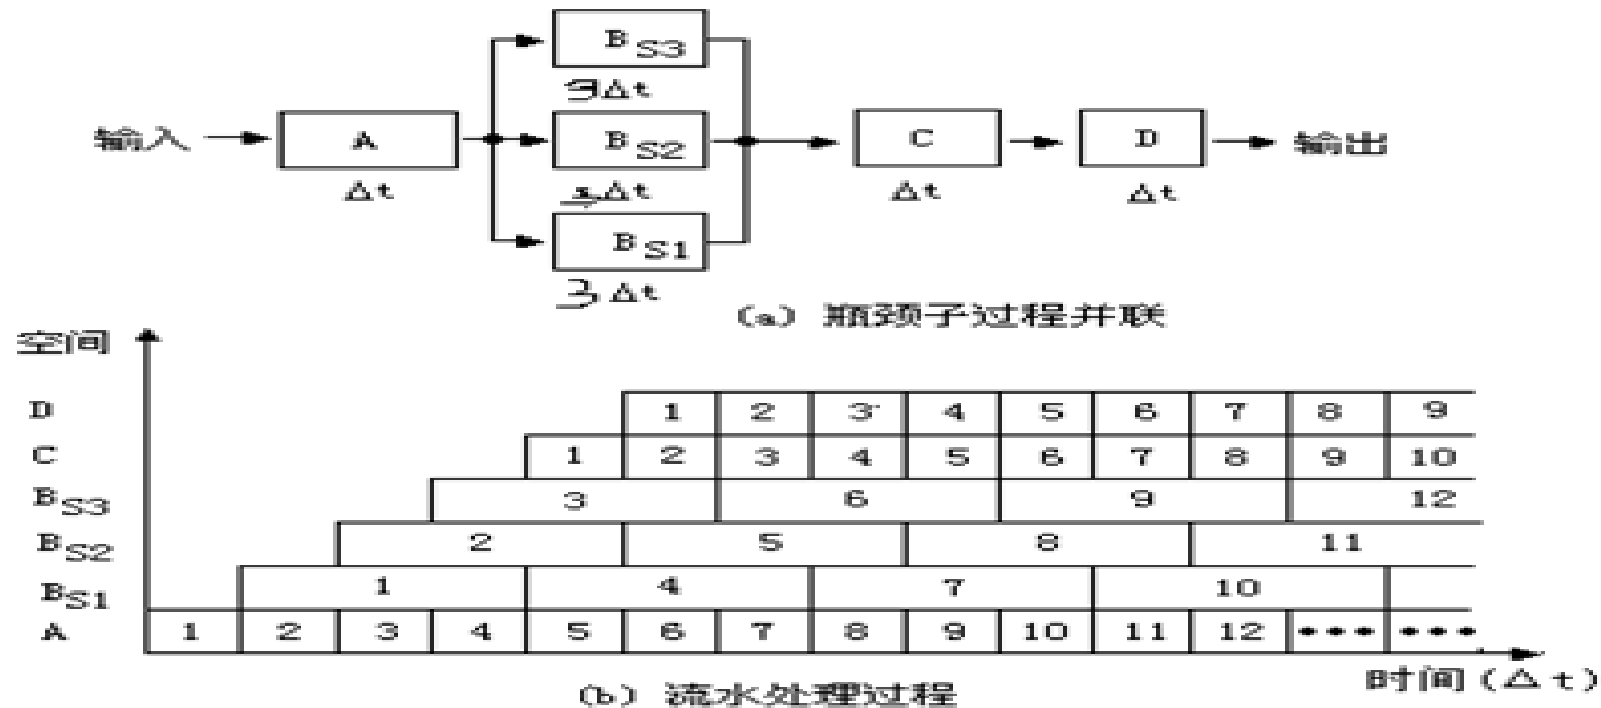 B S3
3Δt
输入 A B S2 C D 输出
Δt 3Δt Δt Δt
B S1
3Δt
(a) 瓶颈子过程并联
空间
D 1 2 3 4 5 6 7 8 9
C 1 2 3 4 5 6 7 8 9 10
B S3 3 6 9 12
B S2 2 5 8 11
B S1 1 4 7 10
A 1 2 3 4 5 6 7 8 9 10 11 12 ••• •••
时间(Δt)
(b) 流水处理过程